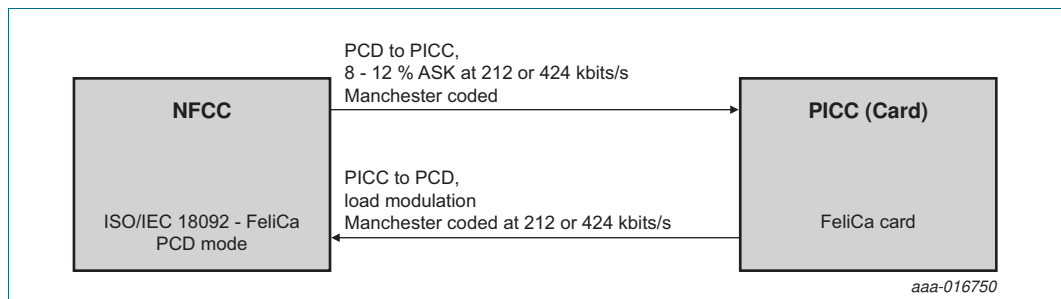 PCD to PICC,
8 - 12 % ASK at 212 or 424 kbits/s
Manchester coded
NFCC
PICC (Card)
PICC to PCD,
load modulation
Manchester coded at 212 or 424 kbits/s
ISO/IEC 18092 - FeliCa
PCD mode
FeliCa card
aaa-016750